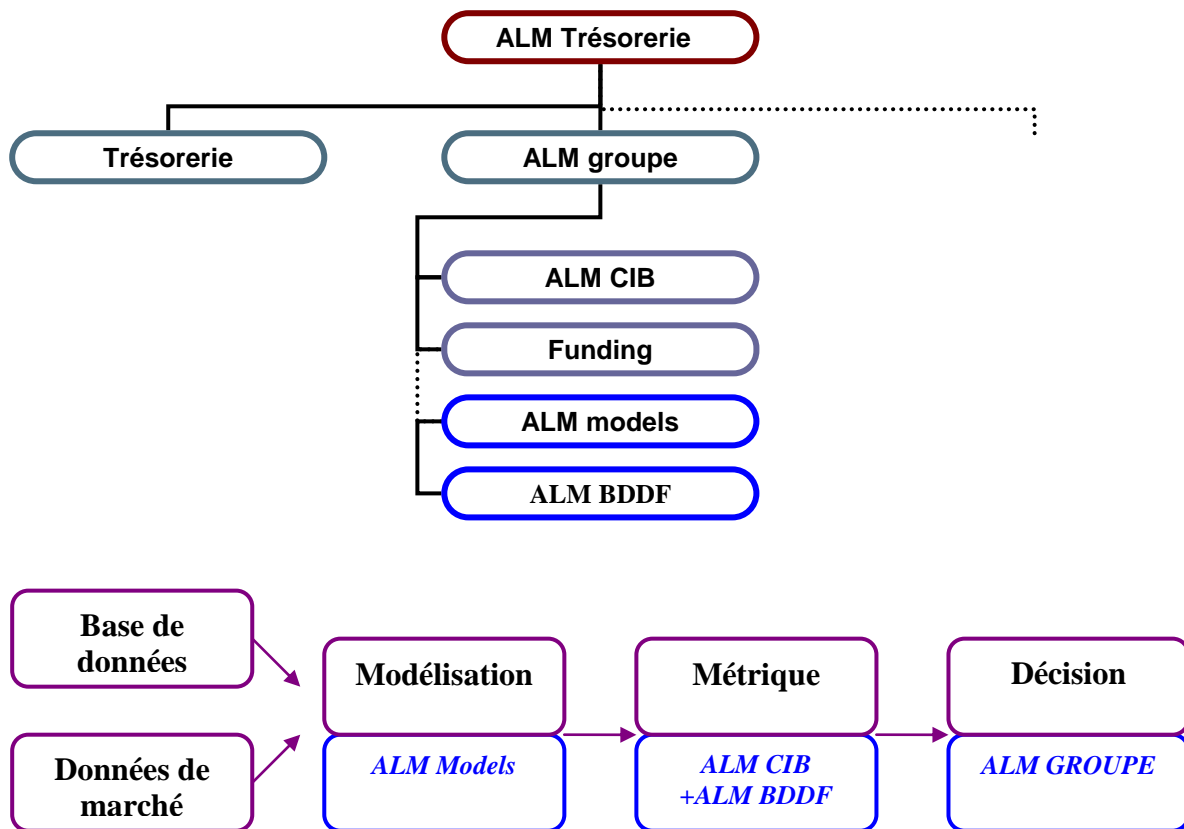 ALM Trésorerie
Trésorerie
ALM groupe
ALM CIB
Funding
ALM models
ALM BDDF
Base de
données
Données de
marché
Modélisation
ALM Models
Métrique
ALM CIB
+ALM BDDF
Décision
ALM GROUPE